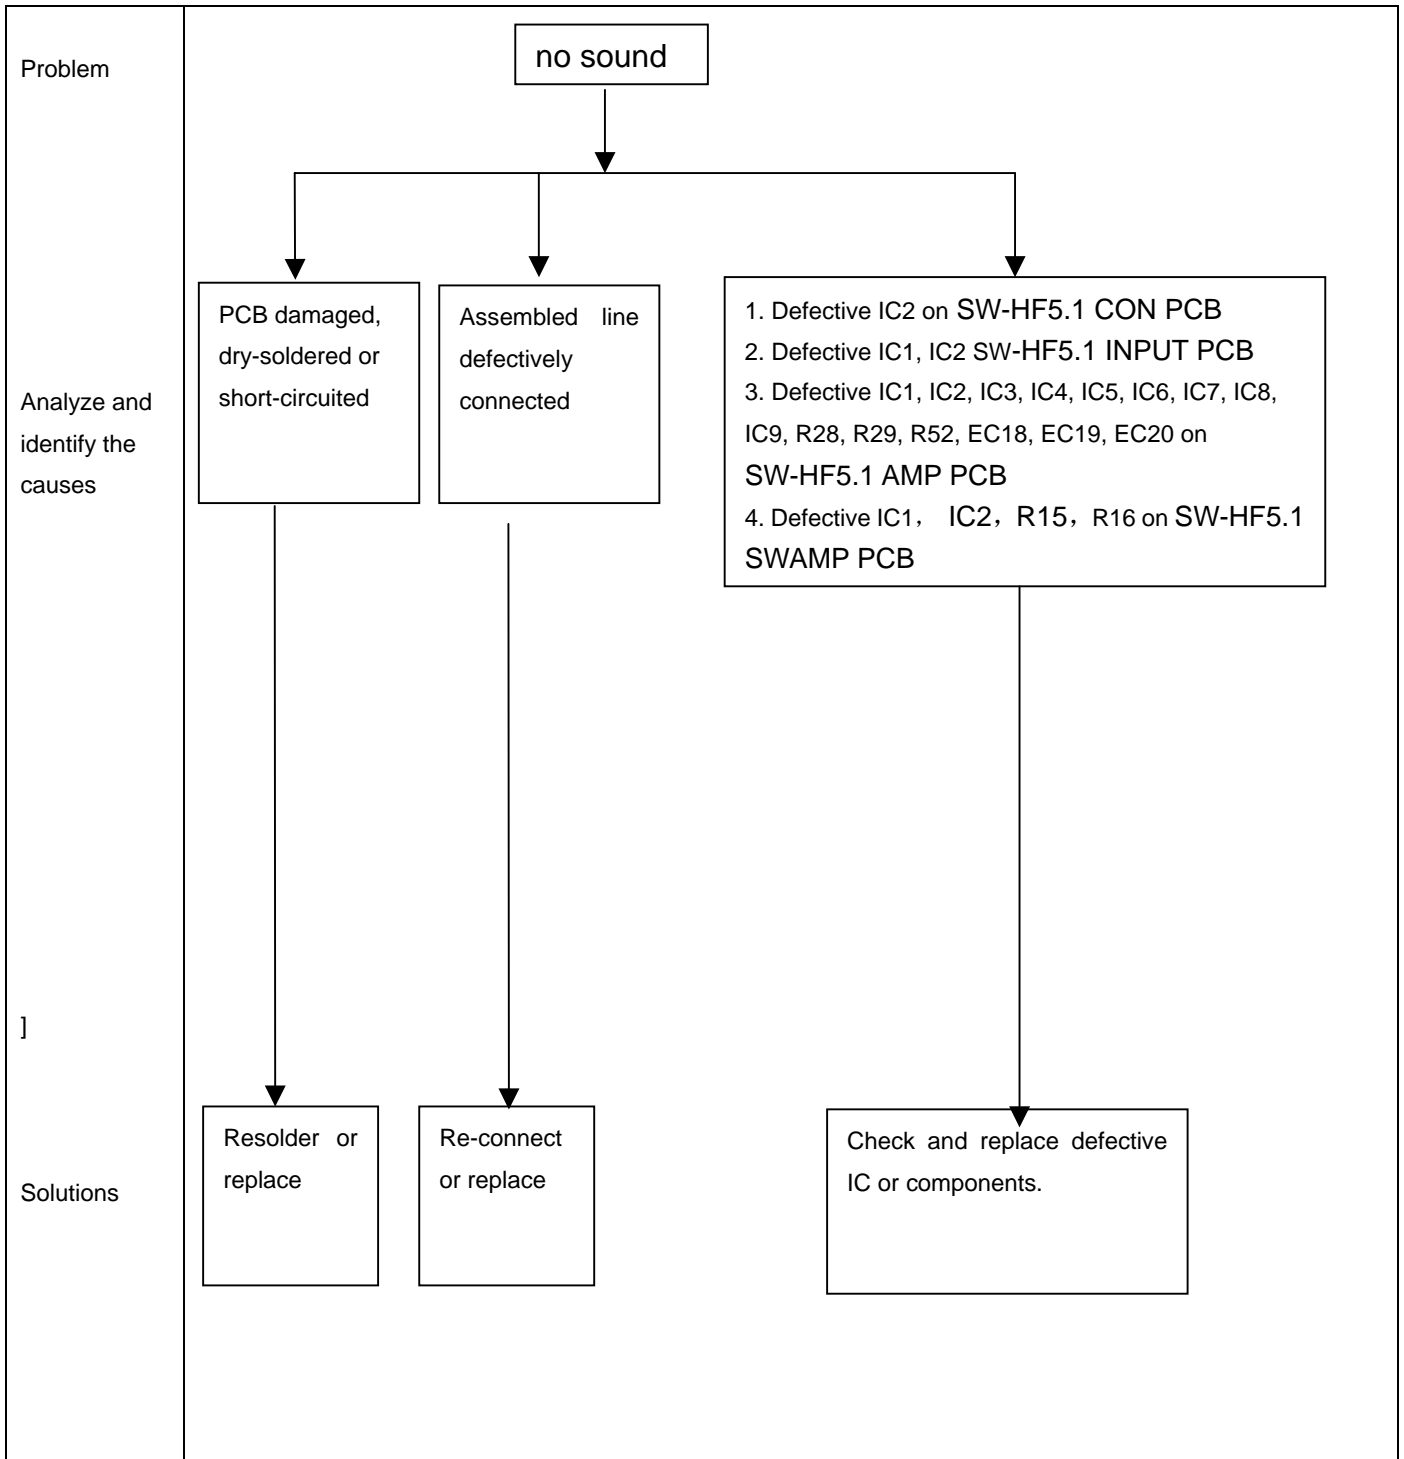 Problem
no sound
Analyze and
identify the
causes
PCB damaged,
dry-soldered or
short-circuited
Assembled line
defectively
connected
1. Defective IC2 on SW-HF5.1 CON PCB
2. Defective IC1, IC2 SW-HF5.1 INPUT PCB
3. Defective IC1, IC2, IC3, IC4, IC5, IC6, IC7, IC8,
IC9, R28, R29, R52, EC18, EC19, EC20 on
SW-HF5.1 AMP PCB
4. Defective IC1， IC2，R15，R16 on SW-HF5.1
SWAMP PCB
]
Solutions
Resolder or
replace
Re-connect
or replace
Check and replace defective
IC or components.